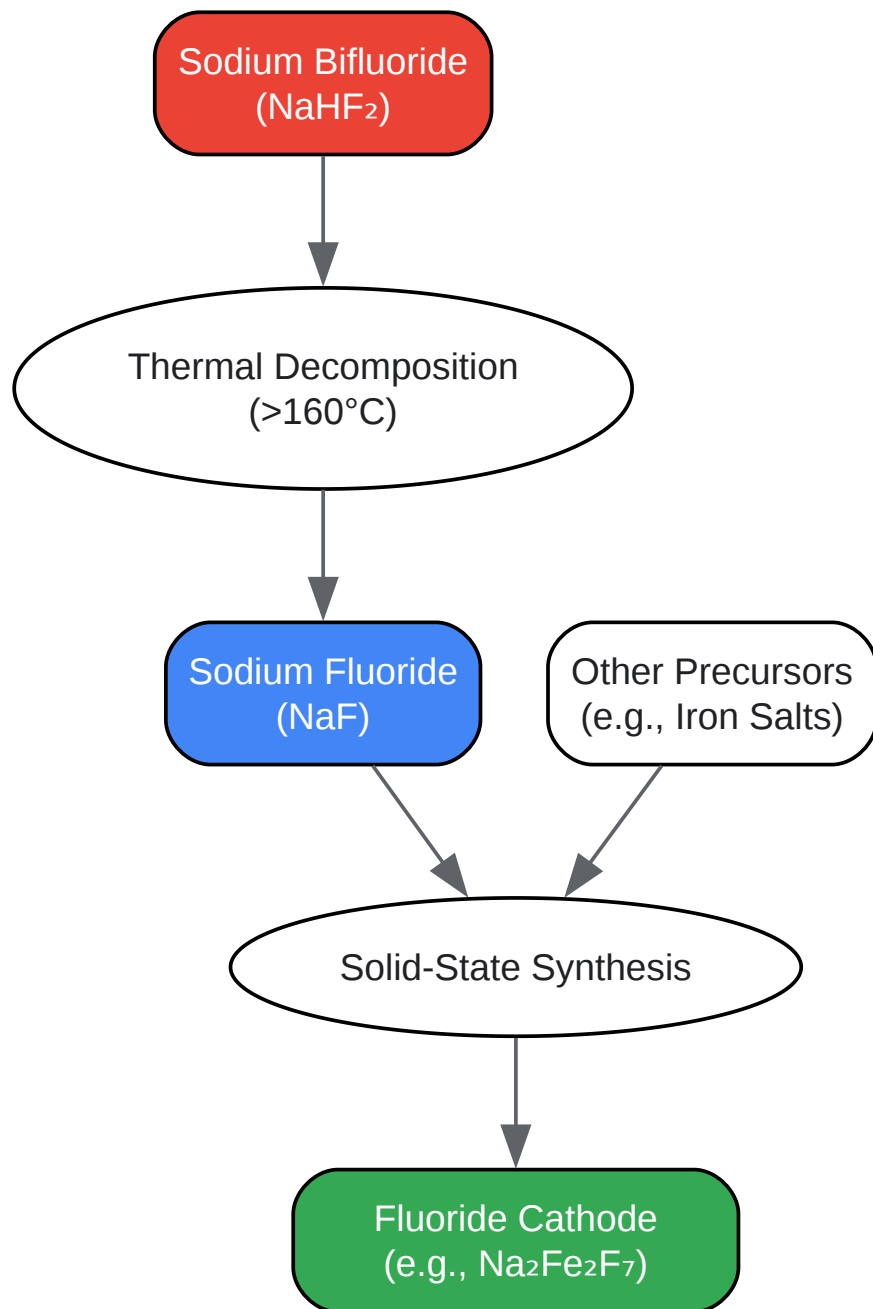 Sodium Bifluoride
(NaHF₂)
Thermal Decomposition
(>160°C)
Sodium Fluoride
(NaF)
Other Precursors
(e.g., Iron Salts)
Solid-State Synthesis
Fluoride Cathode
(e.g., Na₂Fe₂F₇)